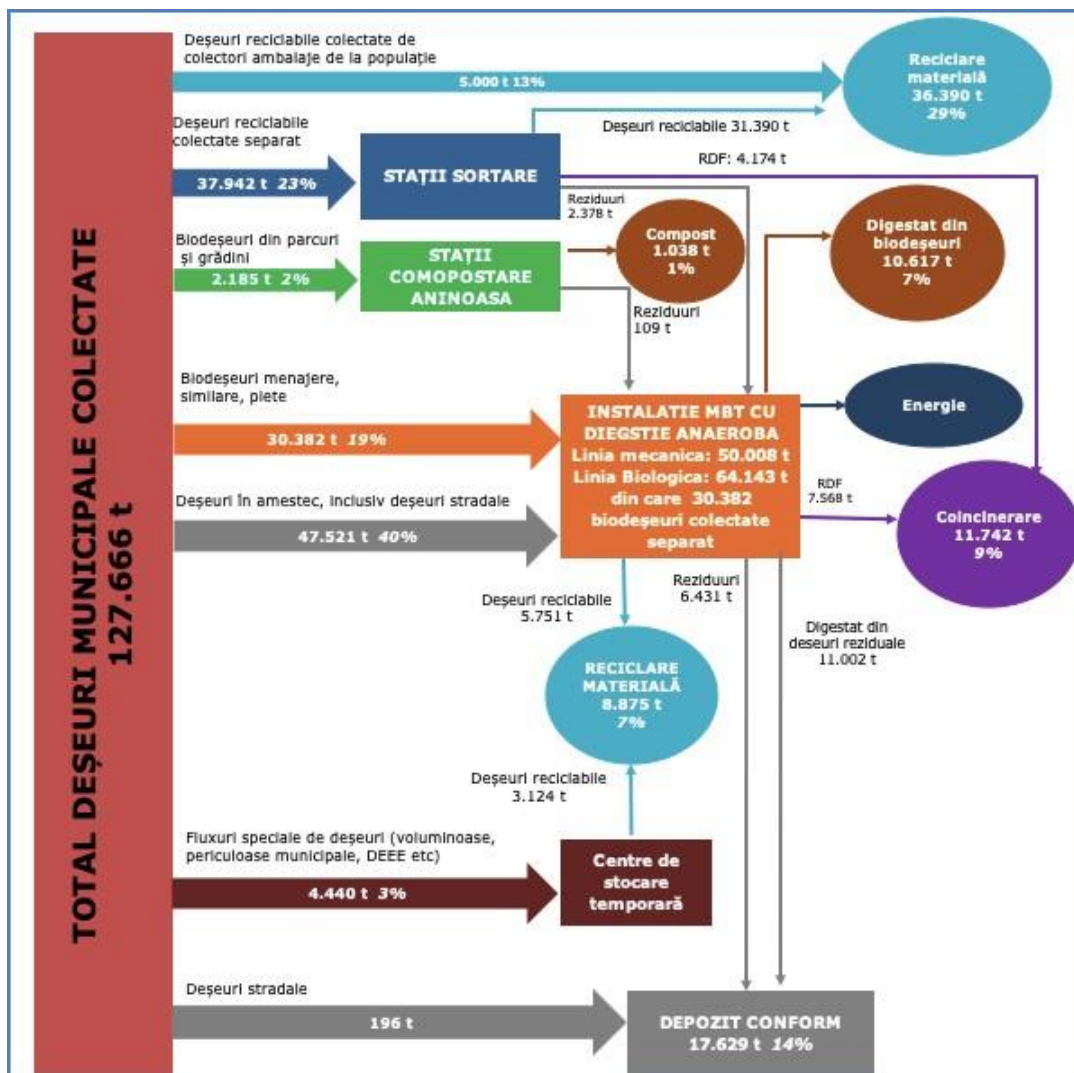 TOTAL DEȘEURI MUNICIPALE COLECTATE
127.666 t
Deșeuri reciclabile colectate de
colectori ambalaje de la populație
5.000 t 13%
Reciclare
materială
36.390 t
29%
Deșeuri reciclabile
colectate separat
37.942 t 23%
STAȚII SORTARE
Deșeuri reciclabile 31.390 t
RDF: 4.174 t
Reziduuri
2.378 t
Biodeșeuri din parcuri
și grădini
2.185 t 2%
STAȚII
COMOPOSTARE
ANINOASA
Compost
1.038 t
1%
Digestat din
biodeșeuri
10.617 t
7%
Reziduuri
109 t
Biodeșeuri menajere,
similare, piete
30.382 t 19%
INSTALATIE MBT CU
DIEGSTIE ANAEROBA
Linia mecanica: 50.008 t
Linia Biologica: 64.143 t
din care 30.382
biodeșeuri colectate
separat
Energie
Deșeuri în amestec, inclusiv deșeuri stradale
47.521 t 40%
RDF
7.568 t
Coincinerare
11.742 t
9%
Deșeuri reciclabile
5.751 t
Reziduuri
6.431 t
Digestat din
deseuri reziduale
11.002 t
RECICLARE
MATERIALĂ
8.875 t
7%
Deșeuri reciclabile
3.124 t
Fluxuri speciale de deșeuri (voluminoase,
periculoase municipale, DEEE etc)
4.440 t 3%
Centre de
stocare
temporară
Deșeuri stradale
196 t
DEPOZIT CONFORM
17.629 t 14%